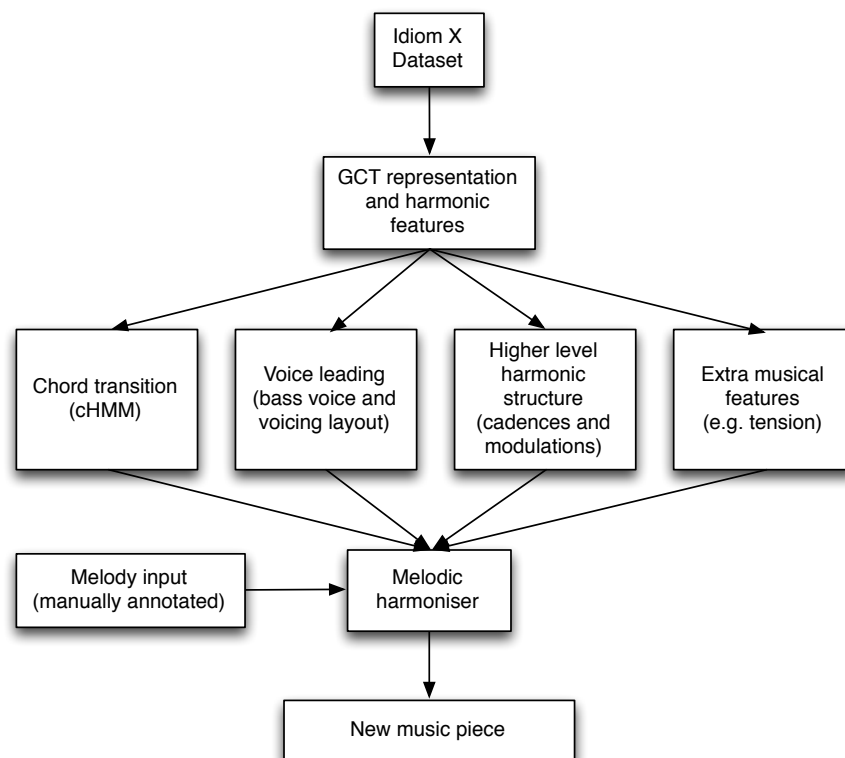 Idiom X
Dataset
GCT representation
and harmonic
features
Chord transition
(cHMM)
Voice leading
(bass voice and
voicing layout)
Higher level
harmonic
structure
(cadences and
modulations)
Extra musical
features
(e.g. tension)
Melody input
(manually annotated)
Melodic
harmoniser
New music piece